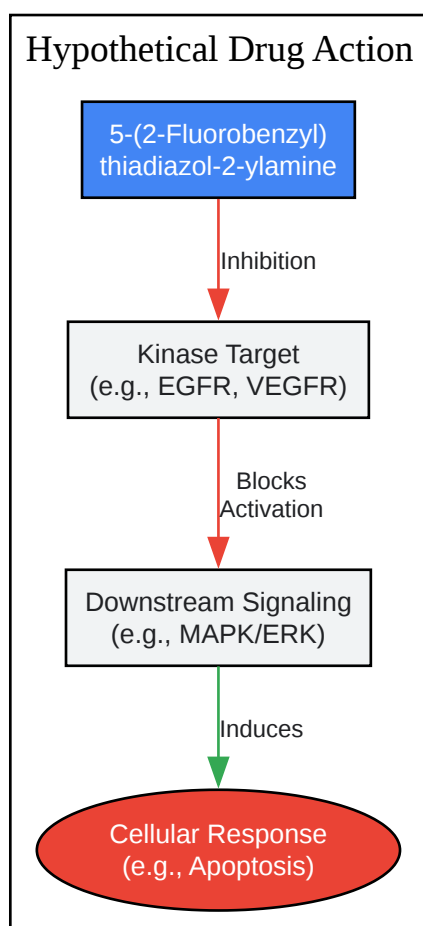 Hypothetical Drug Action
5-(2-Fluorobenzyl)
thiadiazol-2-ylamine
Inhibition
Kinase Target
(e.g., EGFR, VEGFR)
Blocks
Activation
Downstream Signaling
(e.g., MAPK/ERK)
Induces
Cellular Response
(e.g., Apoptosis)